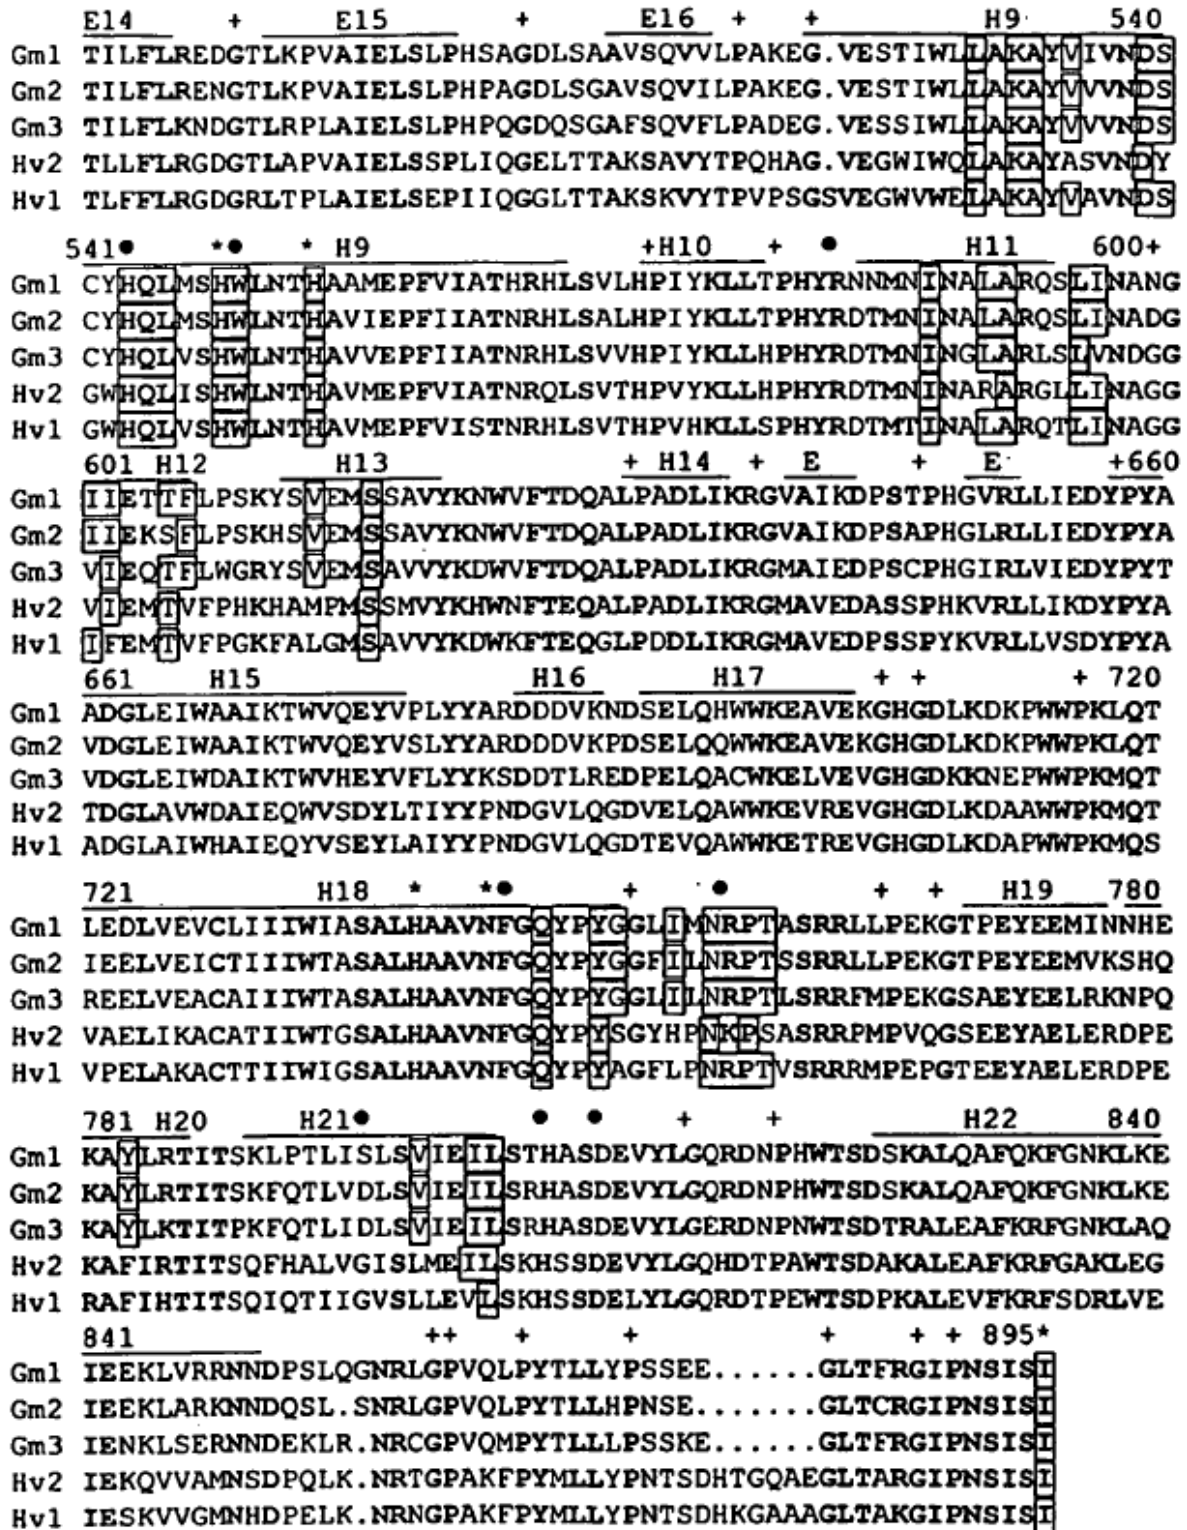 E14 + E15 + E16 + + H9 540
Gm1 TILFLREDGTLKPVAIELSLPHSAGDLSAAVSQVVLPAKEG.VESTIWLLAKAYVIVNDS
Gm2 TILFLRENGTLKPVAIELSLPHPAGDLSGAVSQVILPAKEG.VESTIWLLAKAYVVVNDS
Gm3 TILFLKNDGTLRPLAIELSLPHPQGDQSGAFSQVFLPADEG.VESSIWLLAKAYVVVNDS
Hv2 TLLFLRGDGTLAPVAIELSSPLIQGELTTAKSAVYTPQHAG.VEGWIWQLAKAYASVNDY
Hv1 TLFFLRGDGRLTPLAIELSEPIIQGGLTTAKSKVYTPVPSGSVEGWVWELAKAYVAVNDS
541● *● * H9 +H10 + ● H11 600+
Gm1 CYHQLMSHWLNTHAAMEPFVIATHRHLSVLHPIYKLLTPHYRNNMNINALARQSLINANG
Gm2 CYHQLMSHWLNTHAVIEPFIIATNRHLSALHPIYKLLTPHYRDTMNINALARQSLINADG
Gm3 CYHQLVSHWLNTHAVVEPFIIATNRHLSVVHPIYKLLHPHYRDTMNINGLARLSLVNDGG
Hv2 GWHQLISHWLNTHAVMEPFVIATNRQLSVTHPVYKLLHPHYRDTMNINARARGLLINAGG
Hv1 GWHQLVSHWLNTHAVMEPFVISTNRHLSVTHPVHKLLSPHYRDTMTINALARQTLINAGG
601 H12 H13 + H14 + E + E +660
Gm1 IIETTFLPSKYSVEMSSAVYKNWVFTDQALPADLIKRGVAIKDPSTPHGVRLLIEDYPYA
Gm2 IIEKSFLPSKHSVEMSSAVYKNWVFTDQALPADLIKRGVAIKDPSAPHGLRLLIEDYPYA
Gm3 VIEQTFLWGRYSVEMSAVVYKDWVFTDQALPADLIKRGMAIEDPSCPHGIRLVIEDYPYT
Hv2 VIEMTVFPHKHAMPMSSMVYKHWNFTEQALPADLIKRGMAVEDASSPHKVRLLIKDYPYA
Hv1 IFEMTVFPGKFALGMSAVVYKDWKFTEQGLPDDLIKRGMAVEDPSSPYKVRLLVSDYPYA
661 H15 H16 H17 + + + 720
Gm1 ADGLEIWAAIKTWVQEYVPLYYARDDDVKNDSELQHWWKEAVEKGHGDLKDKPWWPKLQT
Gm2 VDGLEIWAAIKTWVQEYVSLYYARDDDVKPDSELQQWWKEAVEKGHGDLKDKPWWPKLQT
Gm3 VDGLEIWDAIKTWVHEYVFLYYKSDDTLREDPELQACWKELVEVGHGDKKNEPWWPKMQT
Hv2 TDGLAVWDAIEQWVSDYLTIYYPNDGVLQGDVELQAWWKEVREVGHGDLKDAAWWPKMQT
Hv1 ADGLAIWHAIEQYVSEYLAIYYPNDGVLQGDTEVQAWWKETREVGHGDLKDAPWWPKMQS
721 H18 * *● + ● + + H19 780
Gm1 LEDLVEVCLIIIWIASALHAAVNFGQYPYGGLIMNRPTASRRLLPEKGTPEYEEMINNHE
Gm2 IEELVEICTIIIWTASALHAAVNFGQYPYGGFILNRPTSSRRLLPEKGTPEYEEMVKSHQ
Gm3 REELVEACAIIIWTASALHAAVNFGQYPYGGLILNRPTLSRRFMPEKGSAEYEELRKNPQ
Hv2 VAELIKACATIIWTGSALHAAVNFGQYPYSGYHPNKPSASRRPMPVQGSEEYAELERDPE
Hv1 VPELAKACTTIIWIGSALHAAVNFGQYPYAGFLPNRPTVSRRRMPEPGTEEYAELERDPE
781 H20 H21● ● ● + + H22 840
Gm1 KAYLRTITSKLPTLISLSVIEILSTHASDEVYLGQRDNPHWTSDSKALQAFQKFGNKLKE
Gm2 KAYLRTITSKFQTLVDLSVIEILSRHASDEVYLGQRDNPHWTSDSKALQAFQKFGNKLKE
Gm3 KAYLKTITPKFQTLIDLSVIEILSRHASDEVYLGERDNPNWTSDTRALEAFKRFGNKLAQ
Hv2 KAFIRTITSQFHALVGISLMEILSKHSSDEVYLGQHDTPAWTSDAKALEAFKRFGAKLEG
Hv1 RAFIHTITSQIQTIIGVSLLEVLSKHSSDELYLGQRDTPEWTSDPKALEVFKRFSDRLVE
841 ++ + + + + + 895*
Gm1 IEEKLVRRNNDPSLQGNRLGPVQLPYTLLYPSSEE......GLTFRGIPNSISI
Gm2 IEEKLARKNNDQSL.SNRLGPVQLPYTLLHPNSE.......GLTCRGIPNSISI
Gm3 IENKLSERNNDEKLR.NRCGPVQMPYTLLLPSSKE......GLTFRGIPNSISI
Hv2 IEKQVVAMNSDPQLK.NRTGPAKFPYMLLYPNTSDHTGQAEGLTARGIPNSISI
Hv1 IESKVVGMNHDPELK.NRNGPAKFPYMLLYPNTSDHKGAAAGLTAKGIPNSISI